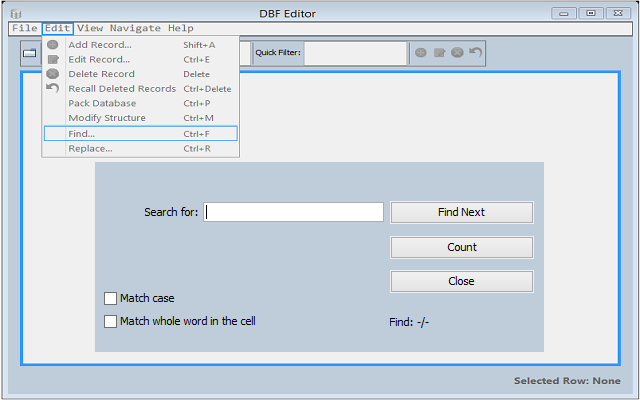 DBF Editor
File Edit View Navigate Help
Quick Filter:
Add Record... Shift+A
Edit Record... Ctrl+E
Delete Record Delete
Recall Deleted Records Ctrl+Delete
Pack Database Ctrl+P
Modify Structure Ctrl+M
Find... Ctrl+F
Replace... Ctrl+R
Search for: Find Next
Count
Close
Match case
Match whole word in the cell Find: -/-
Selected Row: None